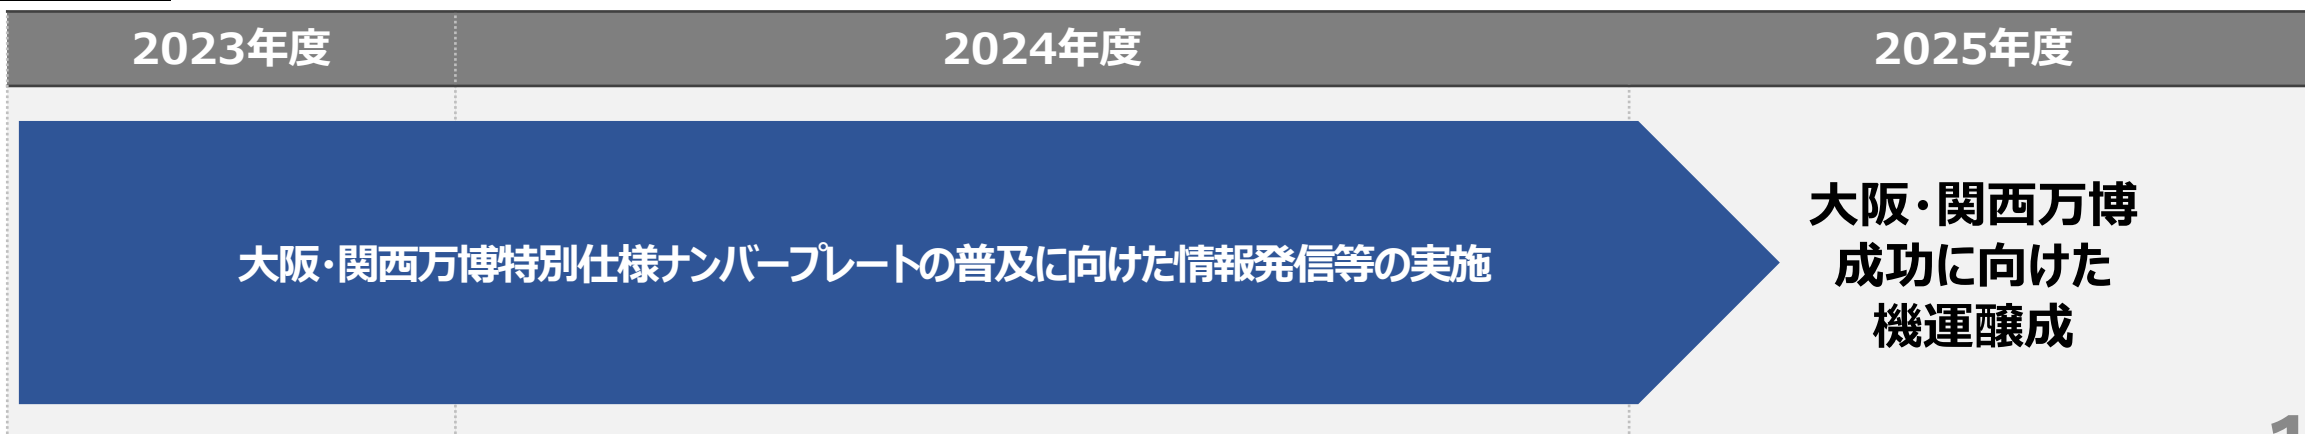 2023年度
2024年度
2025年度
大阪・関西万博特別仕様ナンバープレートの普及に向けた情報発信等の実施
大阪・関西万博
成功に向けた
機運醸成